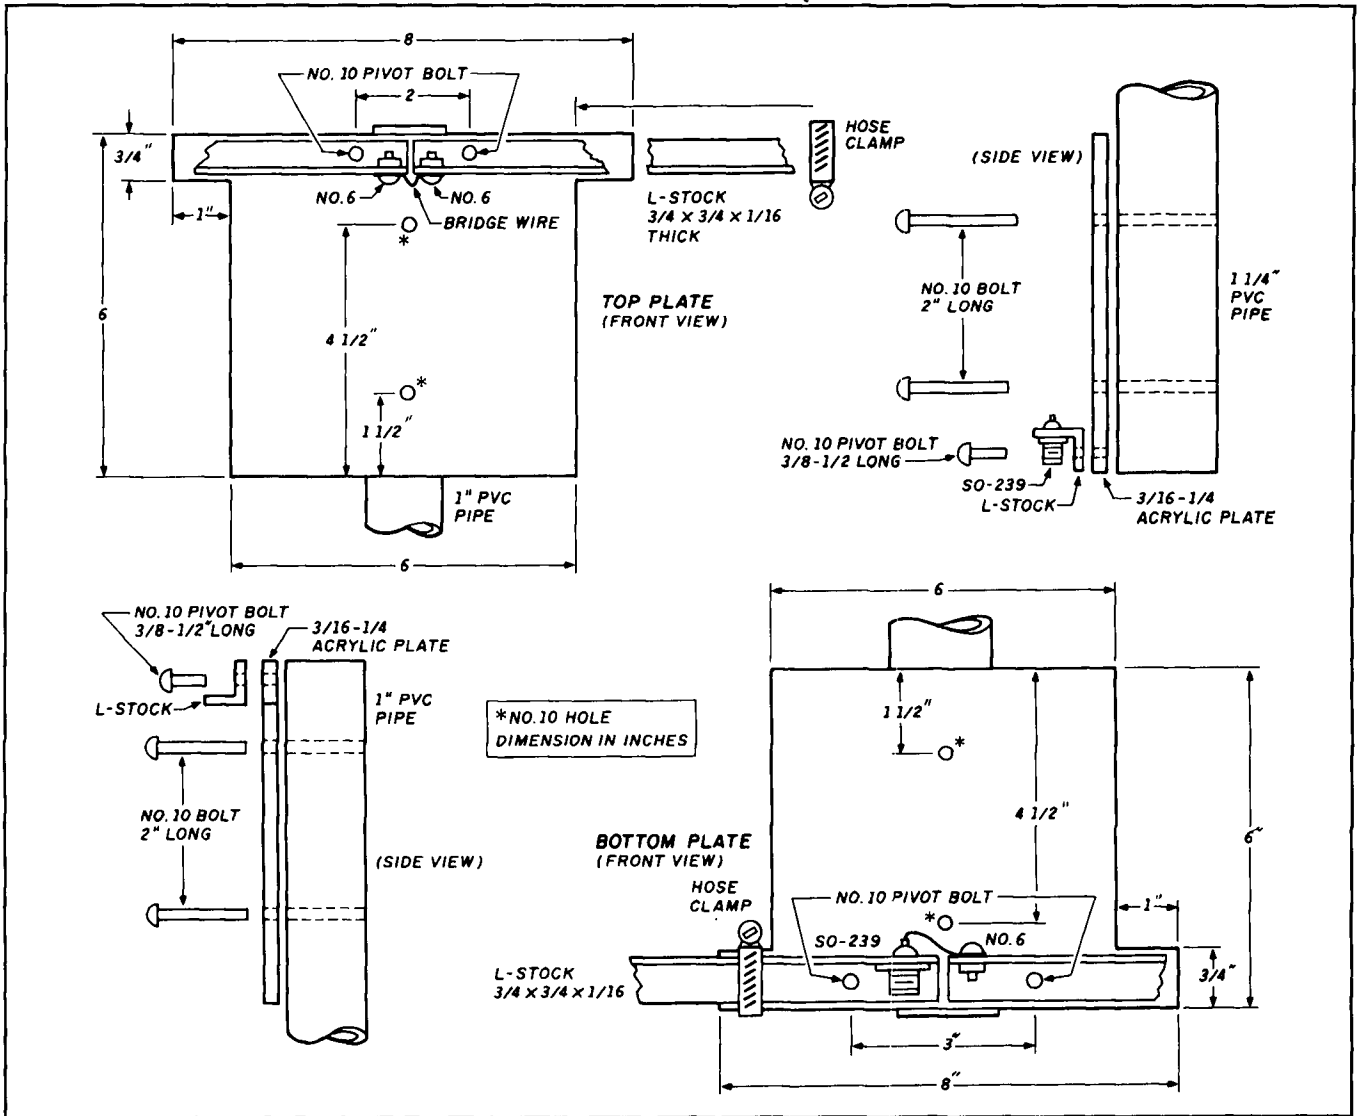 8
NO. 10 PIVOT BOLT
2
3/4"
HOSE
CLAMP
NO. 6
NO. 6
BRIDGE WIRE
1"
L-STOCK
3/4 × 3/4 × 1/16
THICK
*
6
TOP PLATE
(FRONT VIEW)
4 1/2"
*
1 1/2"
1" PVC
PIPE
6
(SIDE VIEW)
NO. 10 BOLT
2" LONG
1 1/4"
PVC
PIPE
NO. 10 PIVOT BOLT
3/8-1/2 LONG
SO-239
L-STOCK
3/16-1/4
ACRYLIC PLATE
NO. 10 PIVOT BOLT
3/8-1/2" LONG
3/16-1/4
ACRYLIC PLATE
L-STOCK
1" PVC
PIPE
NO. 10 BOLT
2" LONG
(SIDE VIEW)
*NO. 10 HOLE
DIMENSION IN INCHES
6
1 1/2"
*
4 1/2"
6"
BOTTOM PLATE
(FRONT VIEW)
HOSE
CLAMP
NO. 10 PIVOT BOLT
1"
*
SO-239
NO. 6
L-STOCK
3/4 × 3/4 × 1/16
3/4"
3"
8"